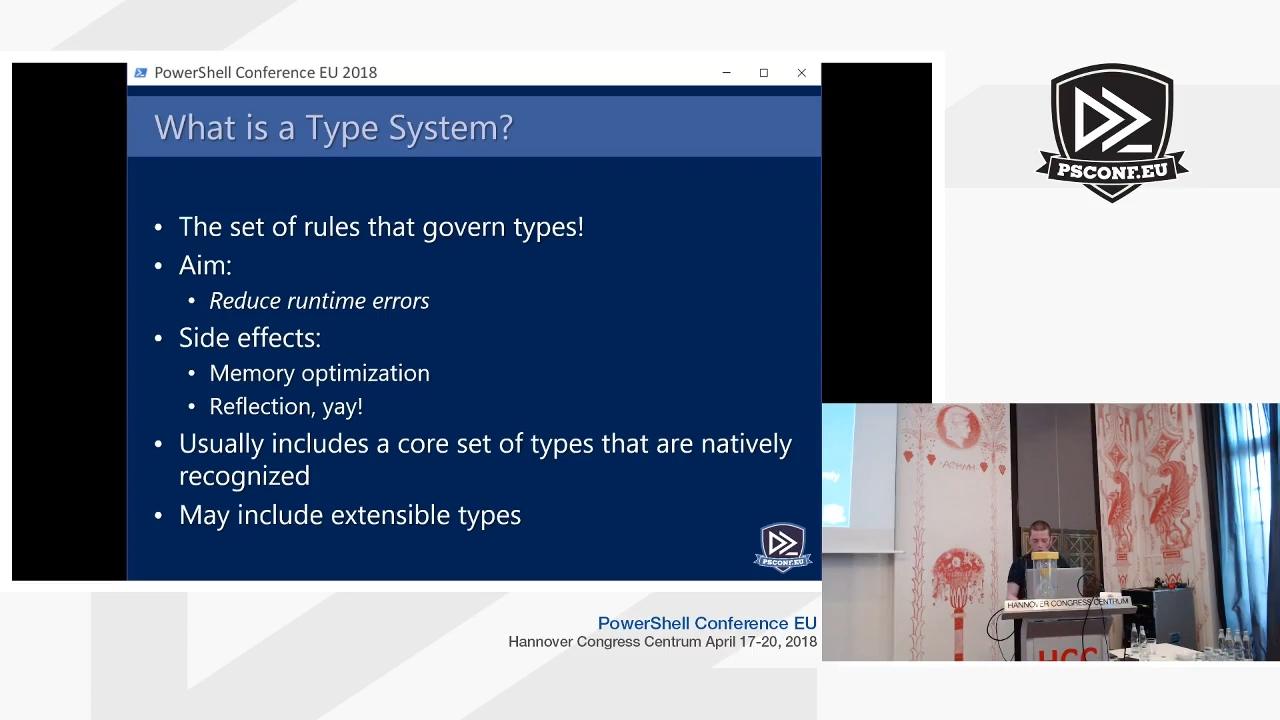 PowerShell Conference EU 2018
What is a Type System?
• The set of rules that govern types!
• Aim:
• Reduce runtime errors
• Side effects:
• Memory optimization
• Reflection, yay!
• Usually includes a core set of types that are natively
recognized
• May include extensible types
PSCONF.EU
PSCONF.EU
HANNOVER CONGRESS CENTRUM
HCC
PowerShell Conference EU
Hannover Congress Centrum April 17-20, 2018